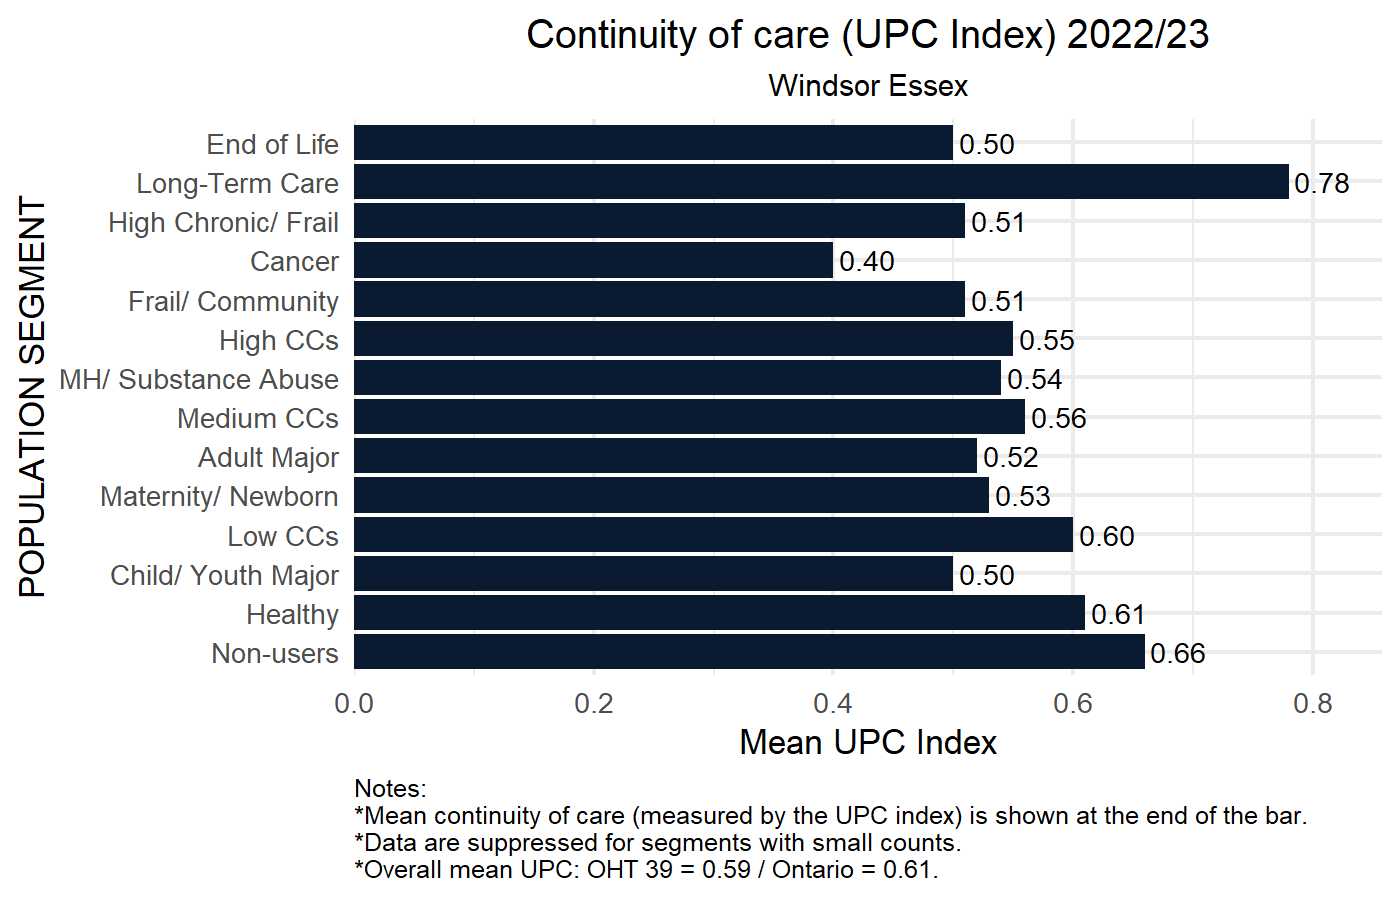 Continuity of care (UPC Index) 2022/23
Windsor Essex
POPULATION SEGMENT
End of Life 0.50
Long-Term Care 0.78
High Chronic/ Frail 0.51
Cancer 0.40
Frail/ Community 0.51
High CCs 0.55
MH/ Substance Abuse 0.54
Medium CCs 0.56
Adult Major 0.52
Maternity/ Newborn 0.53
Low CCs 0.60
Child/ Youth Major 0.50
Healthy 0.61
Non-users 0.66
0.0 0.2 0.4 0.6 0.8
Mean UPC Index
Notes:
*Mean continuity of care (measured by the UPC index) is shown at the end of the bar.
*Data are suppressed for segments with small counts.
*Overall mean UPC: OHT 39 = 0.59 / Ontario = 0.61.